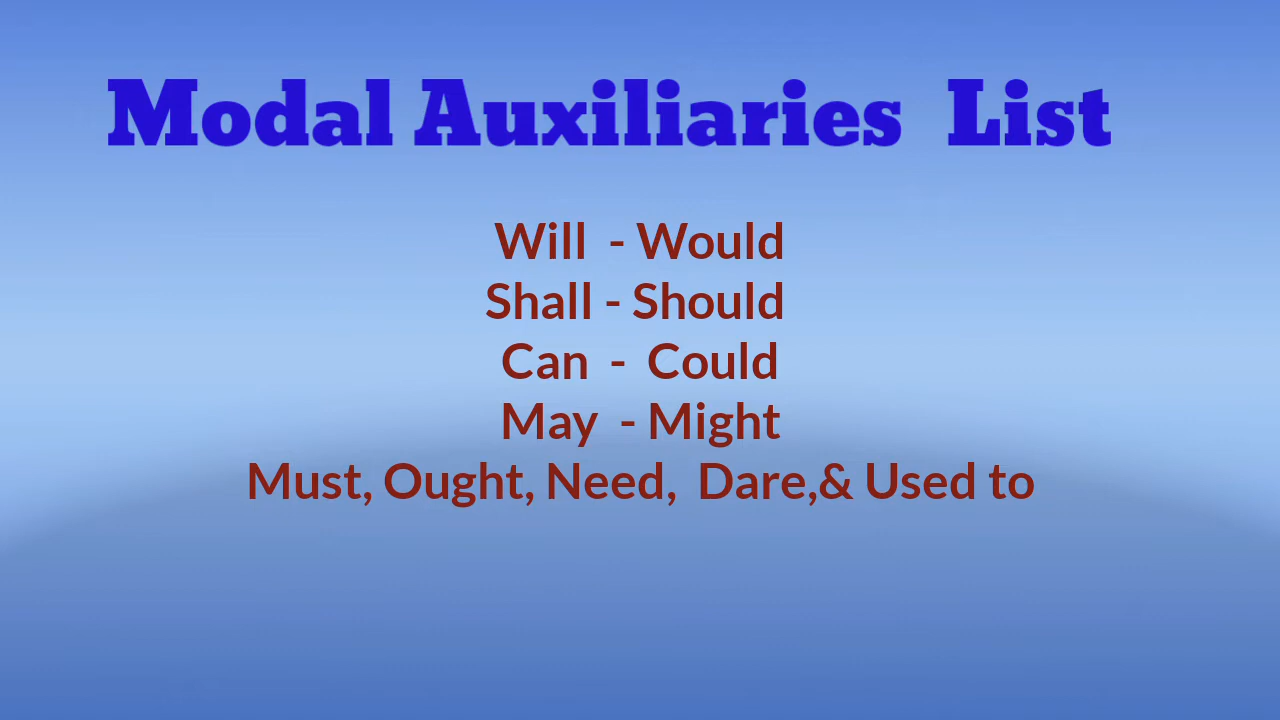 Modal Auxiliaries List
Will - Would
Shall - Should
Can - Could
May - Might
Must, Ought, Need, Dare,& Used to